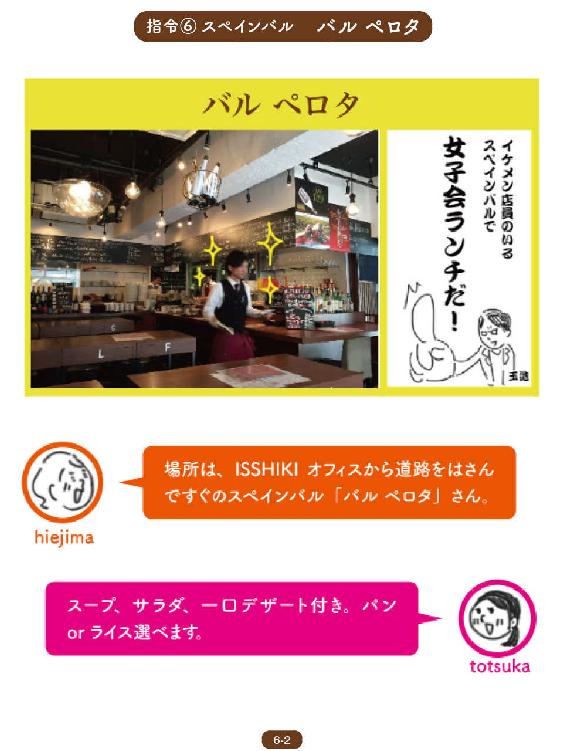 指令⑥ スペインバル バル ペロタ
バル ペロタ
イケメン店員のいる
スペインバルで
女子会ランチだ!
L F
場所は、ISSHIKI オフィスから道路をはさん
ですぐのスペインバル「バル ペロタ」さん。
hiejima
スープ、サラダ、一口デザート付き。パン
or ライス選べます。
totsuka
6-2